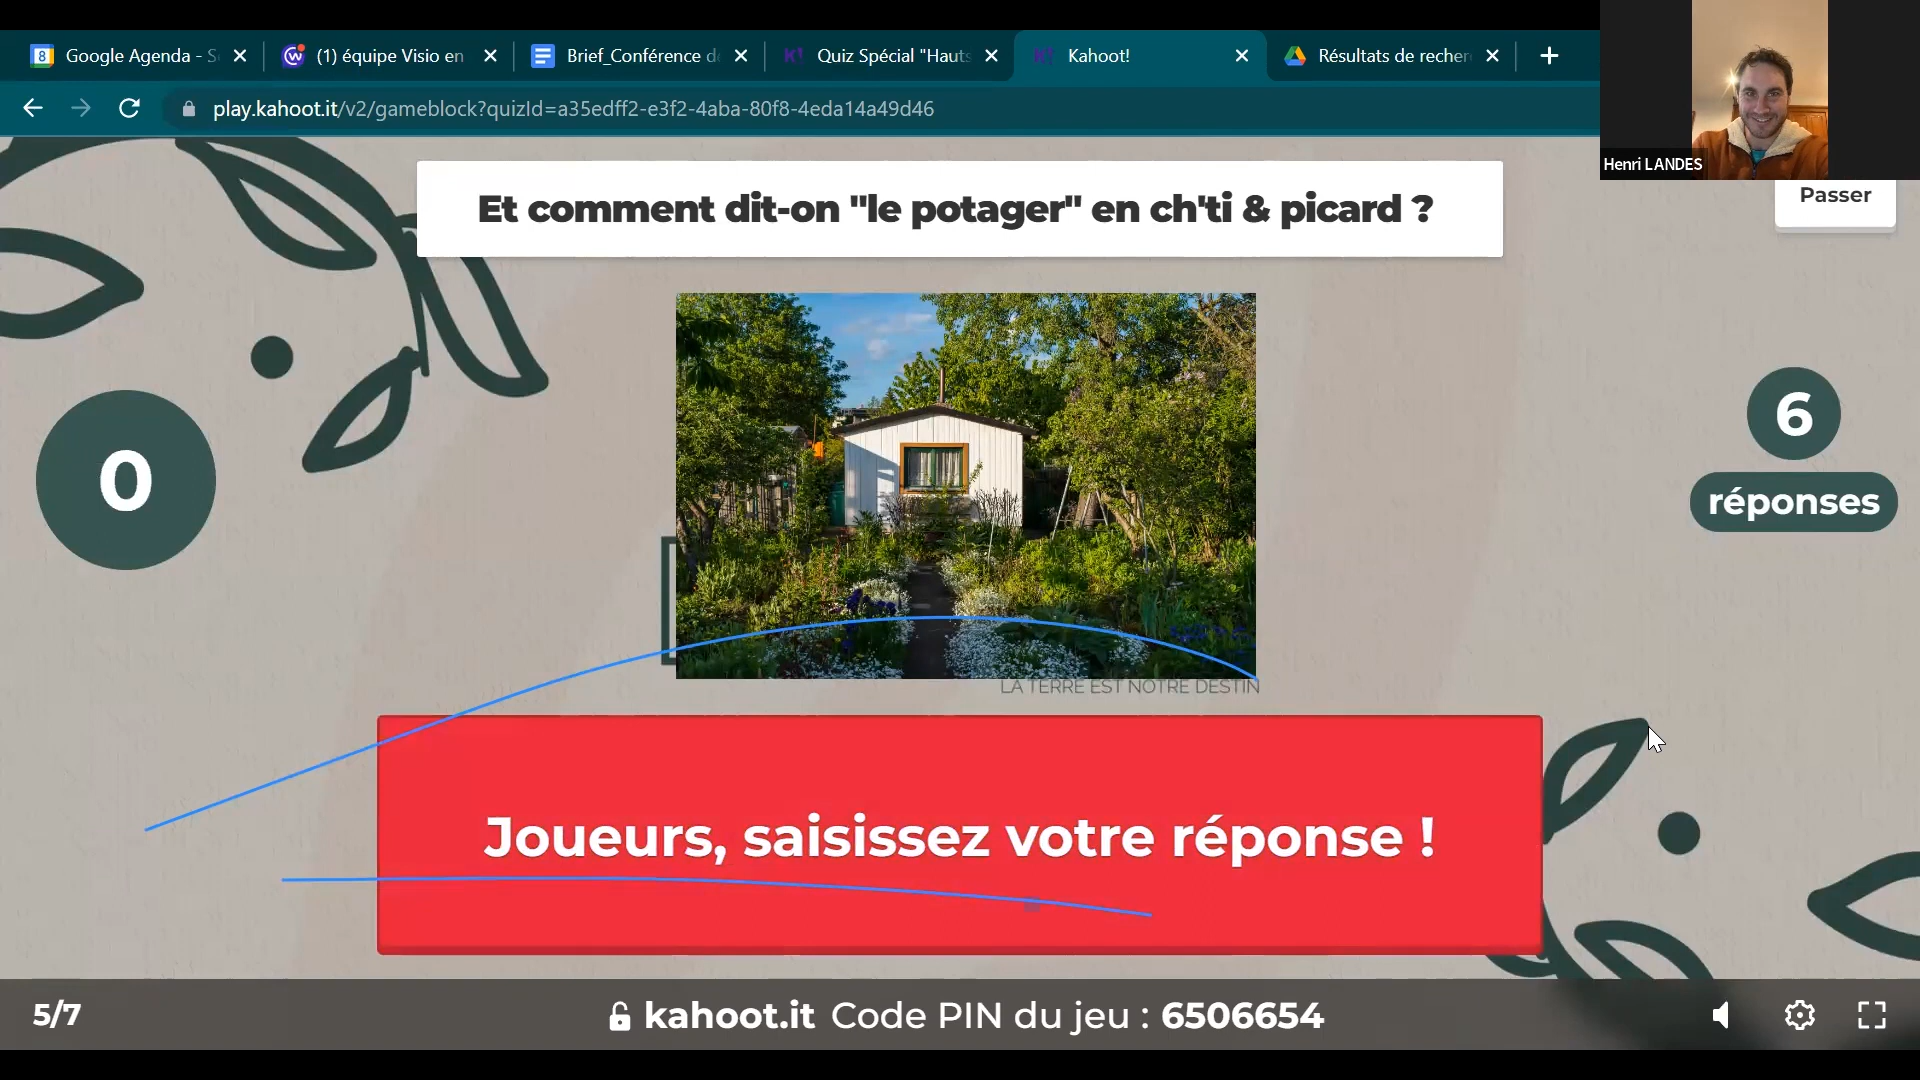 Google Agenda - S
(1) équipe Visio en
Brief_Conférence de
Quiz Spécial "Hauts
Kahoot!
Résultats de recher
play.kahoot.it/v2/gameblock?quizId=a35edff2-e3f2-4aba-80f8-4eda14a49d46
Henri LANDES
Et comment dit-on "le potager" en ch'ti & picard ?
Passer
0
6
réponses
LA TERRE EST NOTRE DESTIN
Joueurs, saisissez votre réponse !
5/7
kahoot.it Code PIN du jeu : 6506654